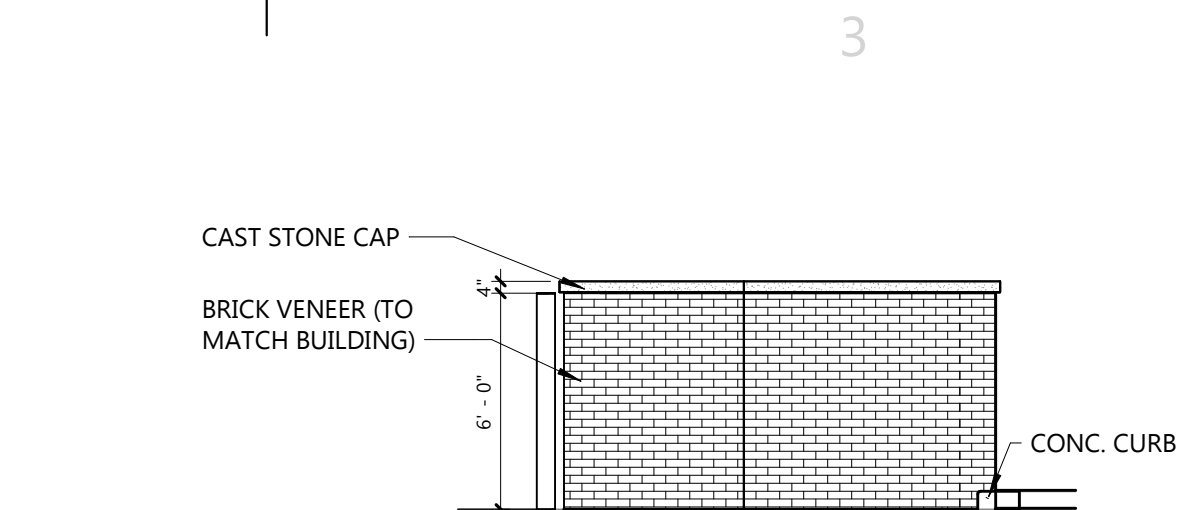 3
CAST STONE CAP
4"
BRICK VENEER (TO
MATCH BUILDING)
6' - 0"
CONC. CURB